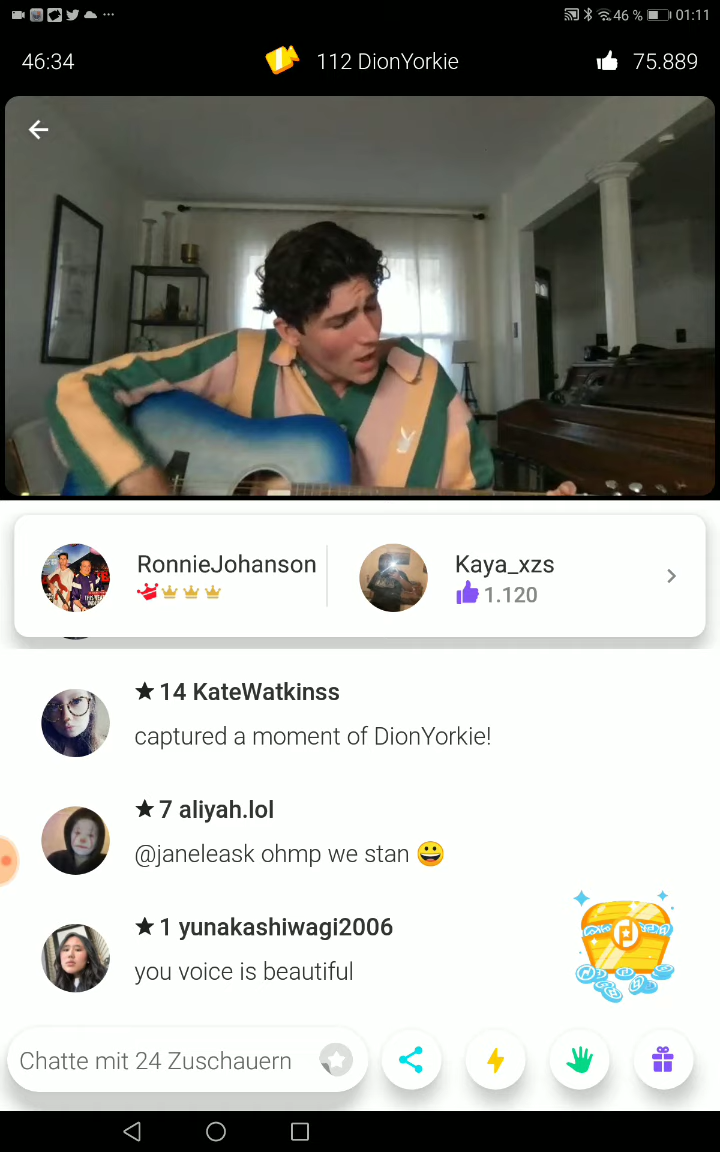 46 % 01:11
46:34 112 DionYorkie 75.889
RonnieJohanson Kaya_xzs
1.120
14 KateWatkinss
captured a moment of DionYorkie!
7 aliyah.lol
@janeleask ohmp we stan 😀
1 yunakashiwagi2006
you voice is beautiful
Chatte mit 24 Zuschauern